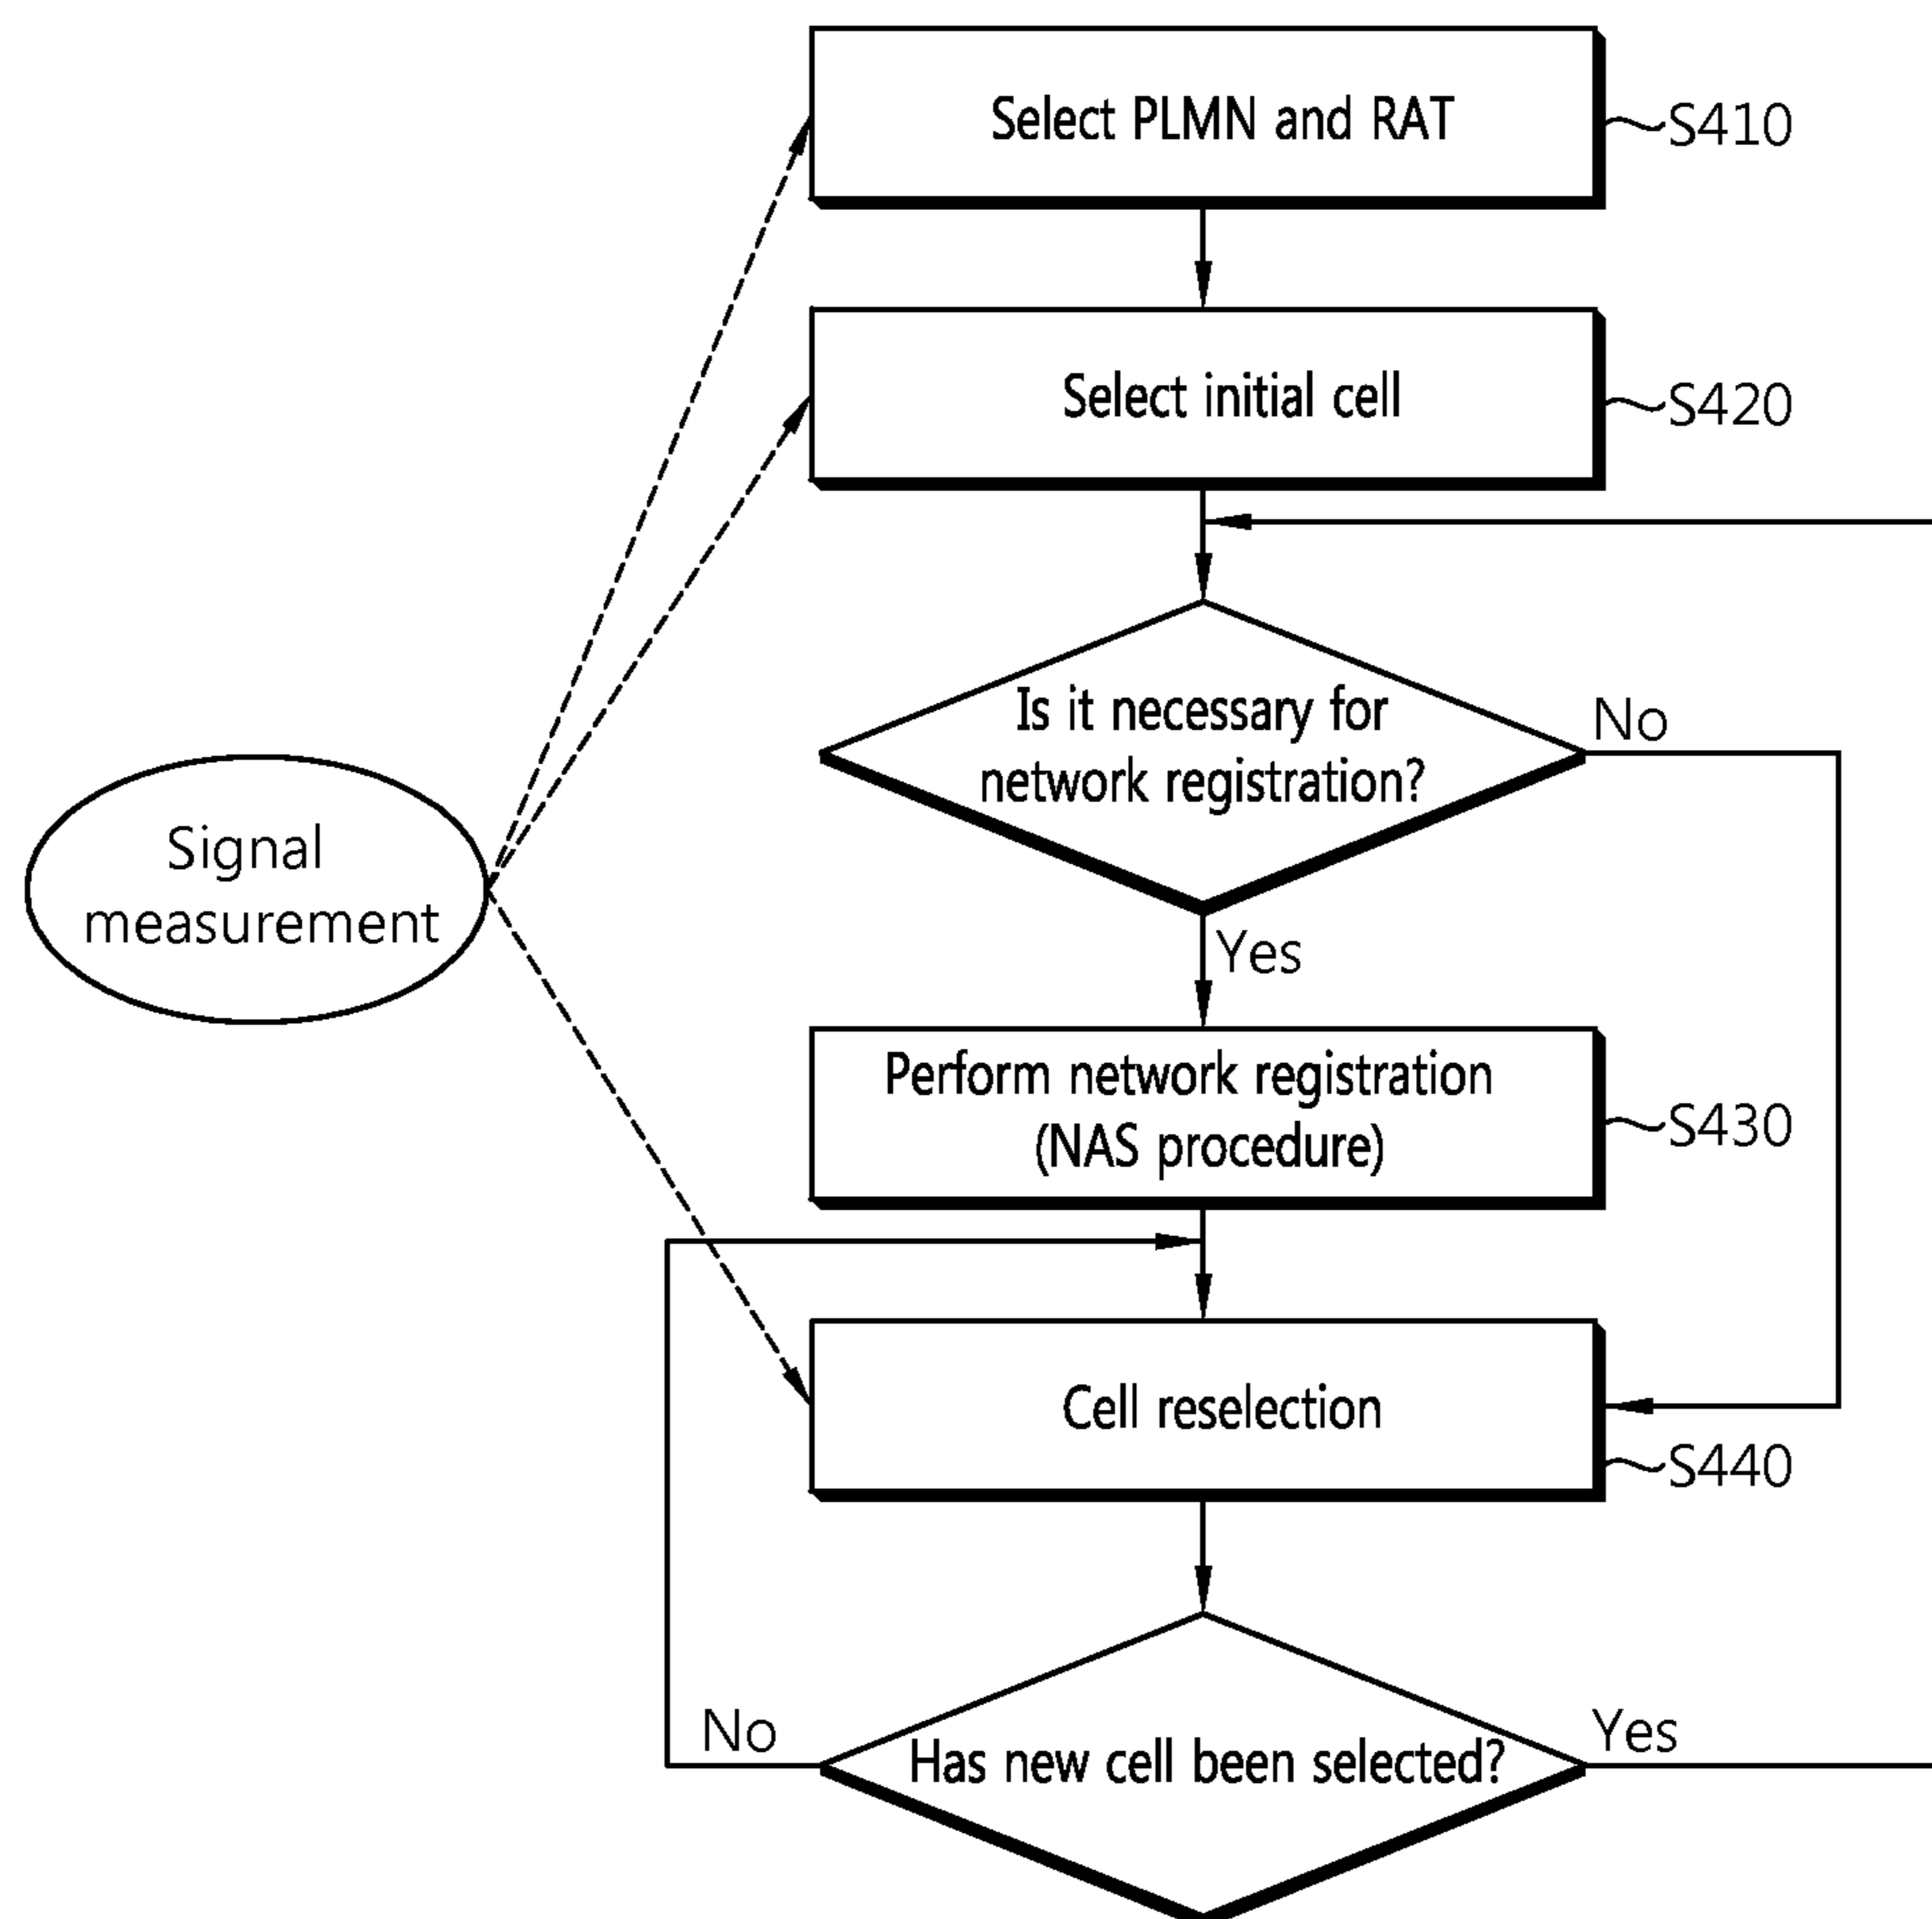 Select PLMN and RAT
S410
Select initial cell
S420
Is it necessary for
network registration?
No
Signal
measurement
Yes
Perform network registration
(NAS procedure)
S430
Cell reselection
S440
No
Has new cell been selected?
Yes